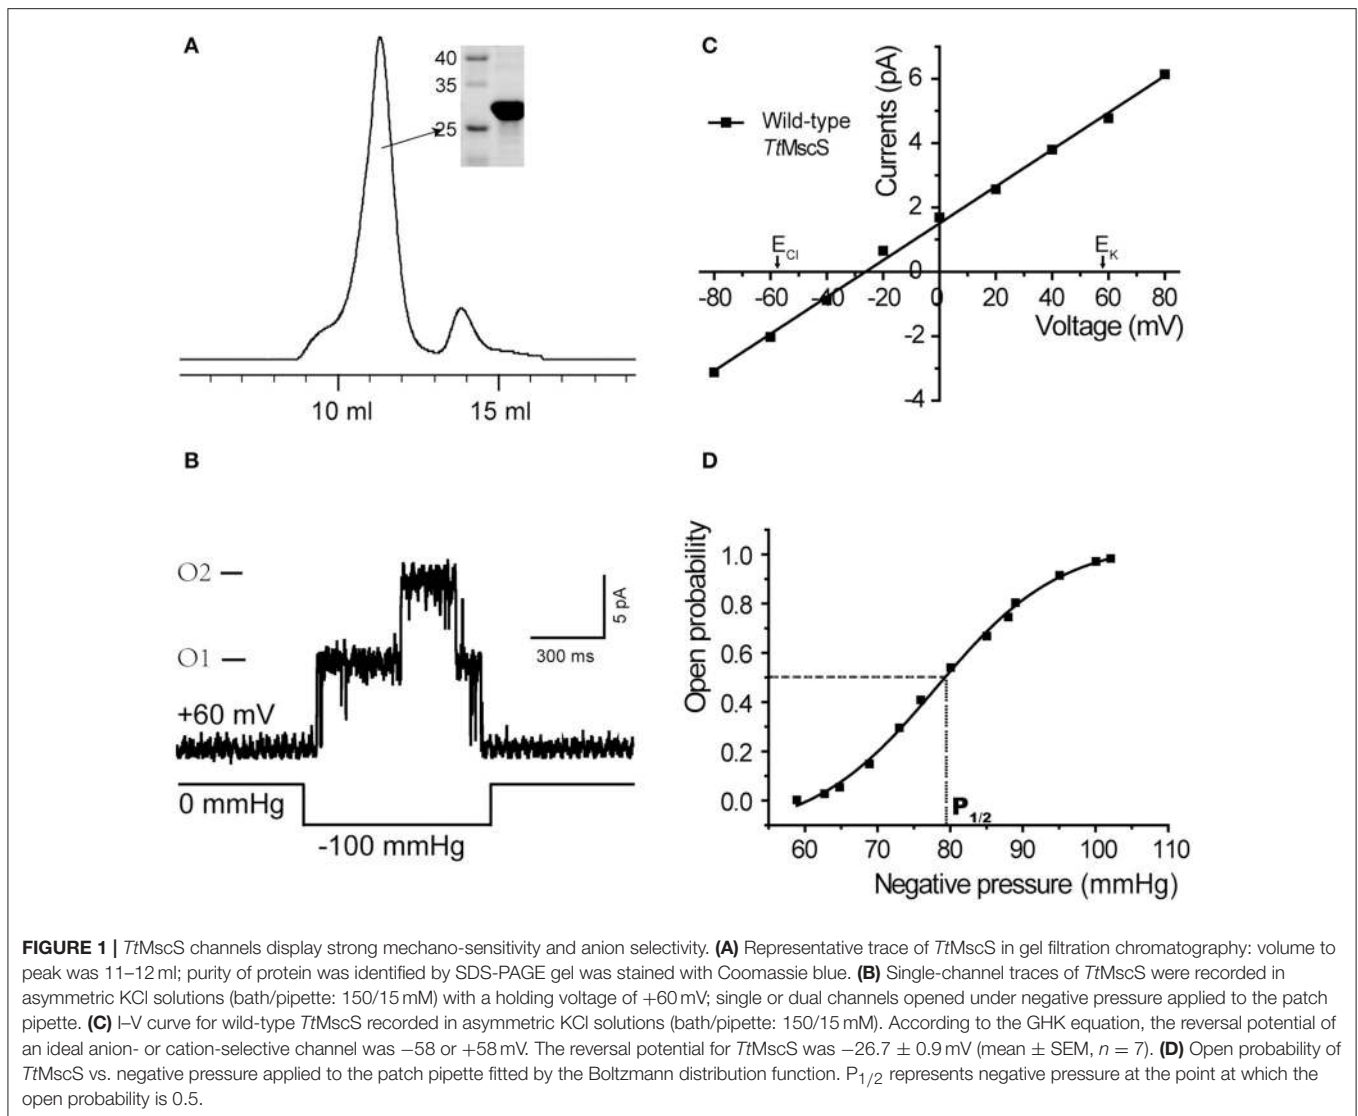 A
40
35
25
10 ml
15 ml
B
O2
O1
+60 mV
5 pA
300 ms
0 mmHg
-100 mmHg
C
Currents (pA)
6
4
2
0
-2
-4
Wild-type
TtMscS
E_Cl
E_K
-80 -60 -40 -20 0 20 40 60 80
Voltage (mV)
D
Open probability
1.0
0.8
0.6
0.4
0.2
0.0
P1/2
60 70 80 90 100 110
Negative pressure (mmHg)
FIGURE 1 | TtMscS channels display strong mechano-sensitivity and anion selectivity. (A) Representative trace of TtMscS in gel filtration chromatography: volume to
peak was 11–12 ml; purity of protein was identified by SDS-PAGE gel was stained with Coomassie blue. (B) Single-channel traces of TtMscS were recorded in
asymmetric KCl solutions (bath/pipette: 150/15 mM) with a holding voltage of +60 mV; single or dual channels opened under negative pressure applied to the patch
pipette. (C) I–V curve for wild-type TtMscS recorded in asymmetric KCl solutions (bath/pipette: 150/15 mM). According to the GHK equation, the reversal potential of
an ideal anion- or cation-selective channel was −58 or +58 mV. The reversal potential for TtMscS was −26.7 ± 0.9 mV (mean ± SEM, n = 7). (D) Open probability of
TtMscS vs. negative pressure applied to the patch pipette fitted by the Boltzmann distribution function. P1/2 represents negative pressure at the point at which the
open probability is 0.5.